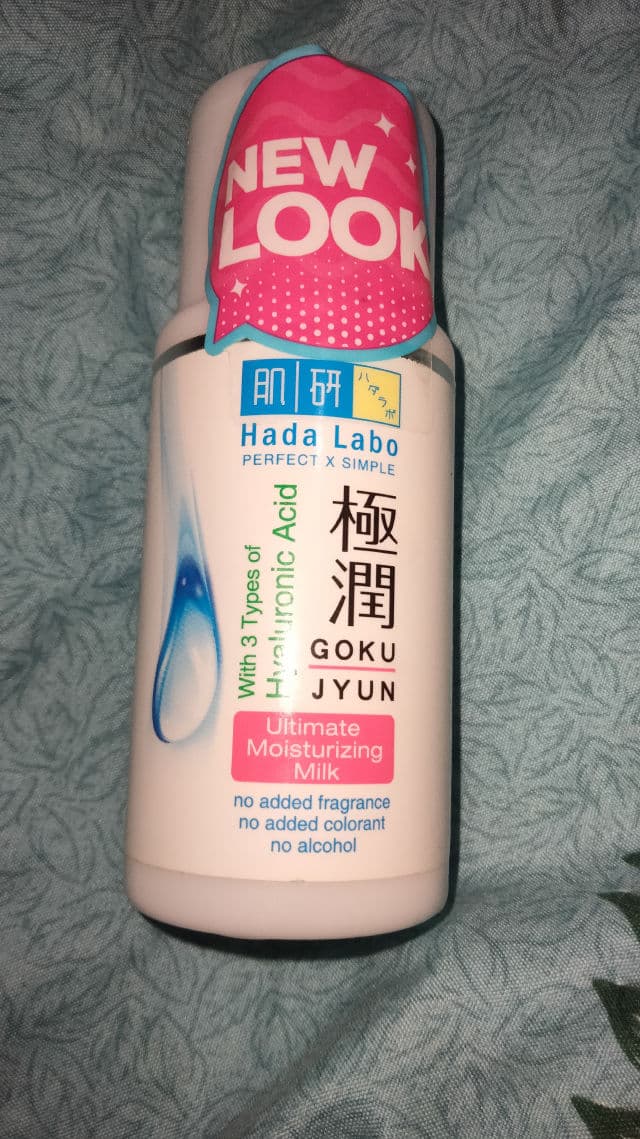 NEW
LOOK
肌研
ハダラボ
Hada Labo
PERFECT X SIMPLE
With 3 Types of
Hyaluronic Acid
極潤
GOKU
JYUN
Ultimate
Moisturizing
Milk
no added fragrance
no added colorant
no alcohol